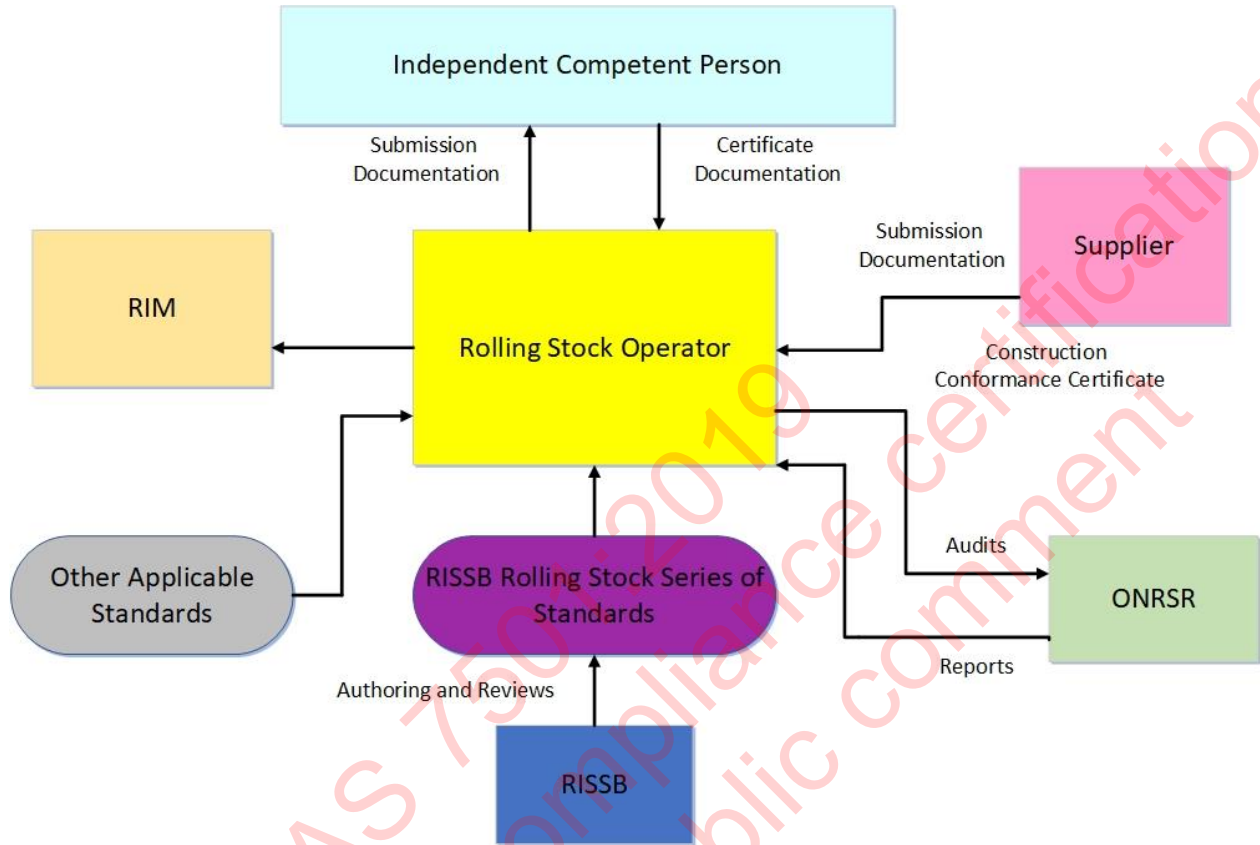 Independent Competent Person
Submission
Documentation
Certificate
Documentation
Supplier
Submission
Documentation
RIM
Rolling Stock Operator
Construction
Conformance Certificate
Other Applicable
Standards
RISSB Rolling Stock Series of
Standards
Audits
ONRSR
Reports
Authoring and Reviews
RISSB
AS 7501:2019
compliance certification
public comment